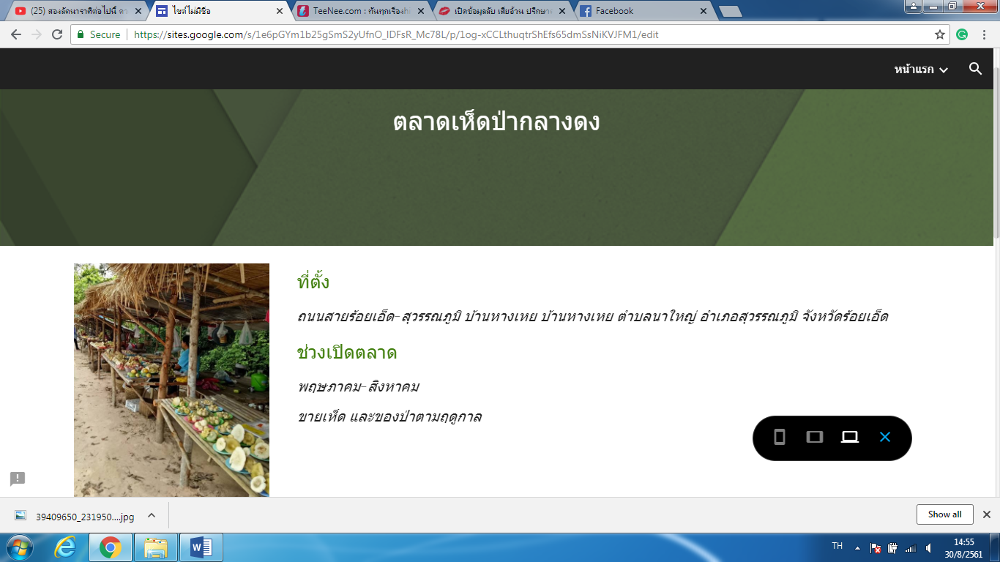 (25) สองลัดนาราตีต่อไปนี้ ดว
ไซต์ไม่มีชื่อ
TeeNee.com : ทันทุกเรื่องh
เปิดข้อมูลลับ เสี่ยอ้วน ปรึกษา
Facebook
Secure https://sites.google.com/s/1e6pGYm1b25gSmS2yUfnO_IDFsR_Mc78L/p/1og-xCCLthuqtrShEfs65dmSsNiKVJFM1/edit
หน้าแรก
ตลาดเห็ดป่ากลางดง
ที่ตั้ง
ถนนสายร้อยเอ็ด-สุวรรณภูมิ บ้านหางเหย บ้านหางเหย ตำบลนาใหญ่ อำเภอสุวรรณภูมิ จังหวัดร้อยเอ็ด
ช่วงเปิดตลาด
พฤษภาคม-สิงหาคม
ขายเห็ด และของป่าตามฤดูกาล
39409650_231950....jpg
Show all
TH
14:55
30/8/2561